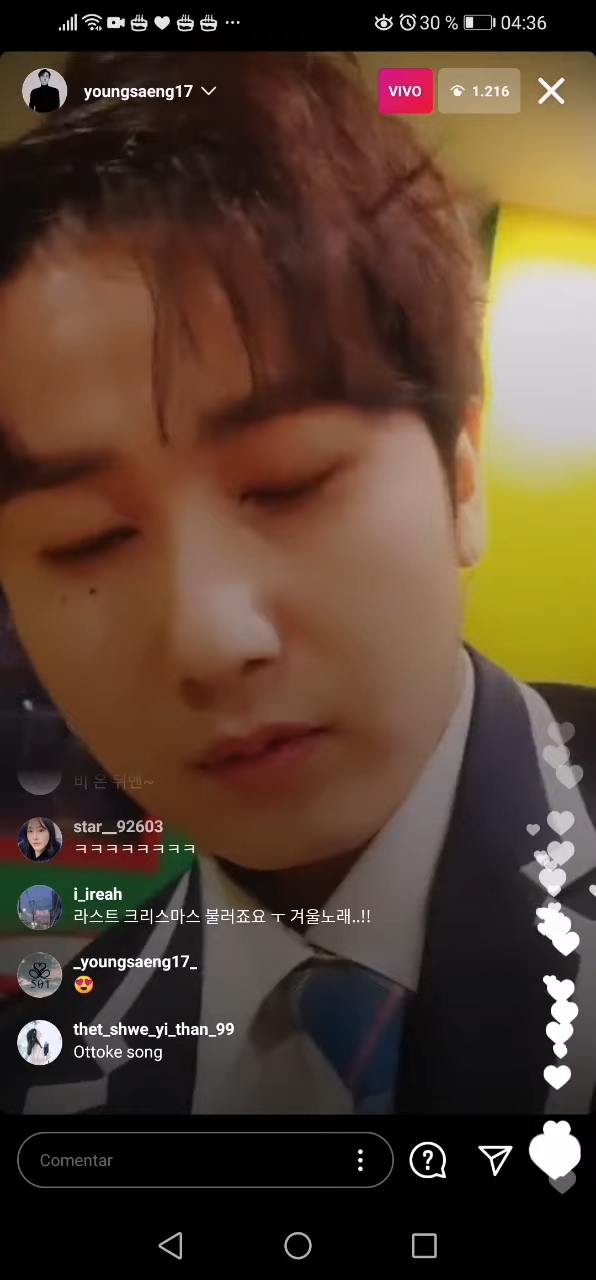 30 % 04:36
youngsaeng17
VIVO
1.216
비 온 뒤엔~
star__92603
ㅋㅋㅋㅋㅋㅋㅋㅋ
i_ireah
라스트 크리스마스 불러죠요 ㅜ 겨울노래..!!
_youngsaeng17_
😍
501
thet_shwe_yi_than_99
Ottoke song
Comentar